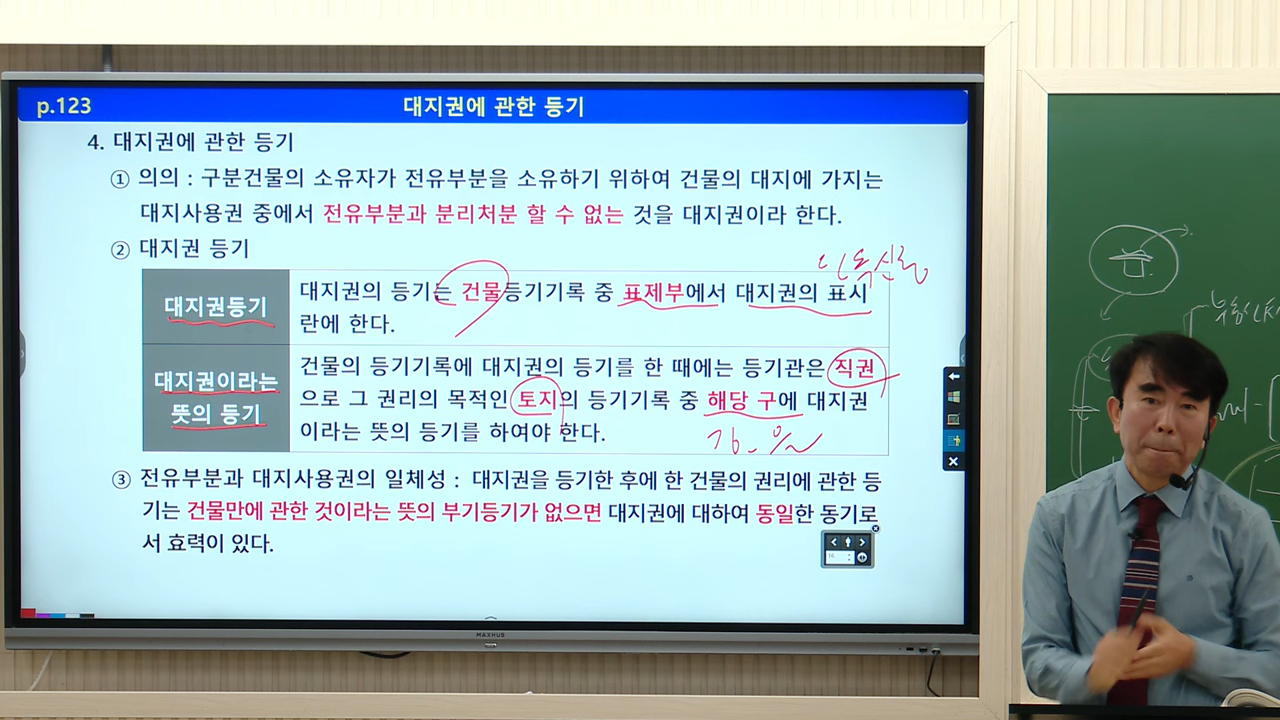 p.123
대지권에 관한 등기
4. 대지권에 관한 등기
① 의의 : 구분건물의 소유자가 전유부분을 소유하기 위하여 건물의 대지에 가지는
대지사용권 중에서 전유부분과 분리처분 할 수 없는 것을 대지권이라 한다.
② 대지권 등기
대지권등기
대지권의 등기는 건물등기기록 중 표제부에서 대지권의 표시
란에 한다.
대지권이라는
뜻의 등기
건물의 등기기록에 대지권의 등기를 한 때에는 등기관은 직권
으로 그 권리의 목적인 토지의 등기기록 중 해당 구에 대지권
이라는 뜻의 등기를 하여야 한다.
③ 전유부분과 대지사용권의 일체성 : 대지권을 등기한 후에 한 건물의 권리에 관한 등
기는 건물만에 관한 것이라는 뜻의 부기등기가 없으면 대지권에 대하여 동일한 등기로
서 효력이 있다.
MAXHUB